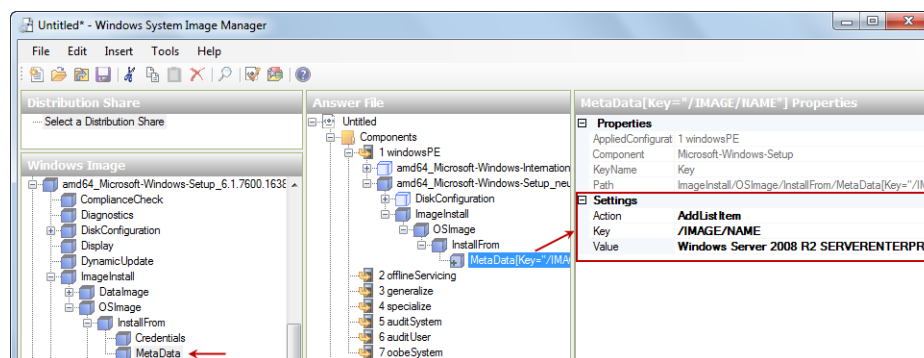 Untitled* - Windows System Image Manager
File Edit Insert Tools Help
Distribution Share
Select a Distribution Share
Windows Image
amd64_Microsoft-Windows-Setup_6.1.7600.1638
ComplianceCheck
Diagnostics
DiskConfiguration
Display
DynamicUpdate
ImageInstall
DataImage
OSImage
InstallFrom
Credentials
MetaData
Answer File
Untitled
Components
1 windowsPE
amd64_Microsoft-Windows-Internation
amd64_Microsoft-Windows-Setup_neu
DiskConfiguration
ImageInstall
OSImage
InstallFrom
MetaData[Key="/IMA
2 offlineServicing
3 generalize
4 specialize
5 auditSystem
6 auditUser
7 oobeSystem
MetaData[Key="/IMAGE/NAME"] Properties
Properties
AppliedConfigurat 1 windowsPE
Component Microsoft-Windows-Setup
KeyName Key
Path ImageInstall/OSImage/InstallFrom/MetaData[Key="/IM
Settings
Action AddListItem
Key /IMAGE/NAME
Value Windows Server 2008 R2 SERVERENTERPR